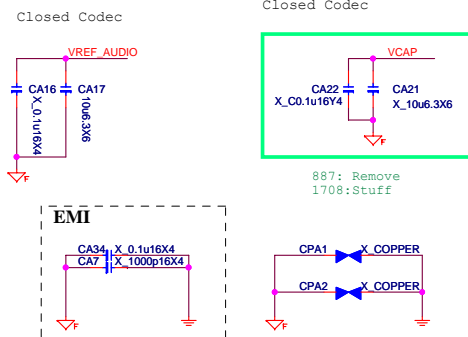 Closed Codec
Closed Codec
VREF_AUDIO
CA16
X_0.1u16X4
CA17
10u6.3X6
F
VCAP
CA22
X_C0.1u16Y4
CA21
X_10u6.3X6
F
887: Remove
1708:Stuff
EMI
CA34 X_0.1u16X4
CA7 X_1000p16X4
F
CPA1 X_COPPER
CPA2 X_COPPER
F